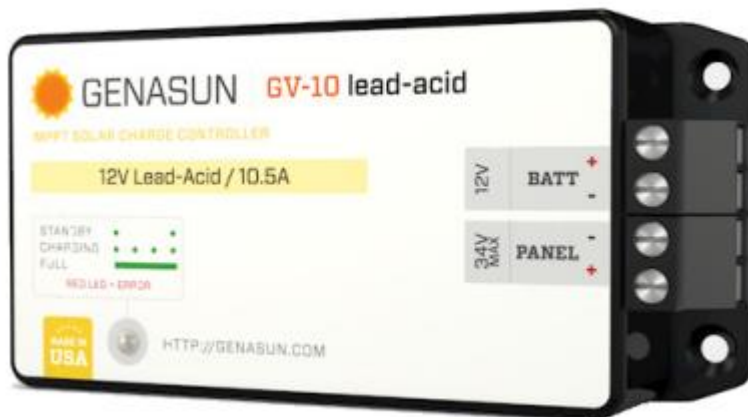 GENASUN GV-10 lead-acid
MPPT SOLAR CHARGE CONTROLLER
12V Lead-Acid / 10.5A
12V BATT + -
34V MAX PANEL - +
STANDBY
CHARGING
FULL
RED LED = ERROR
MADE IN
USA
HTTP://GENASUN.COM